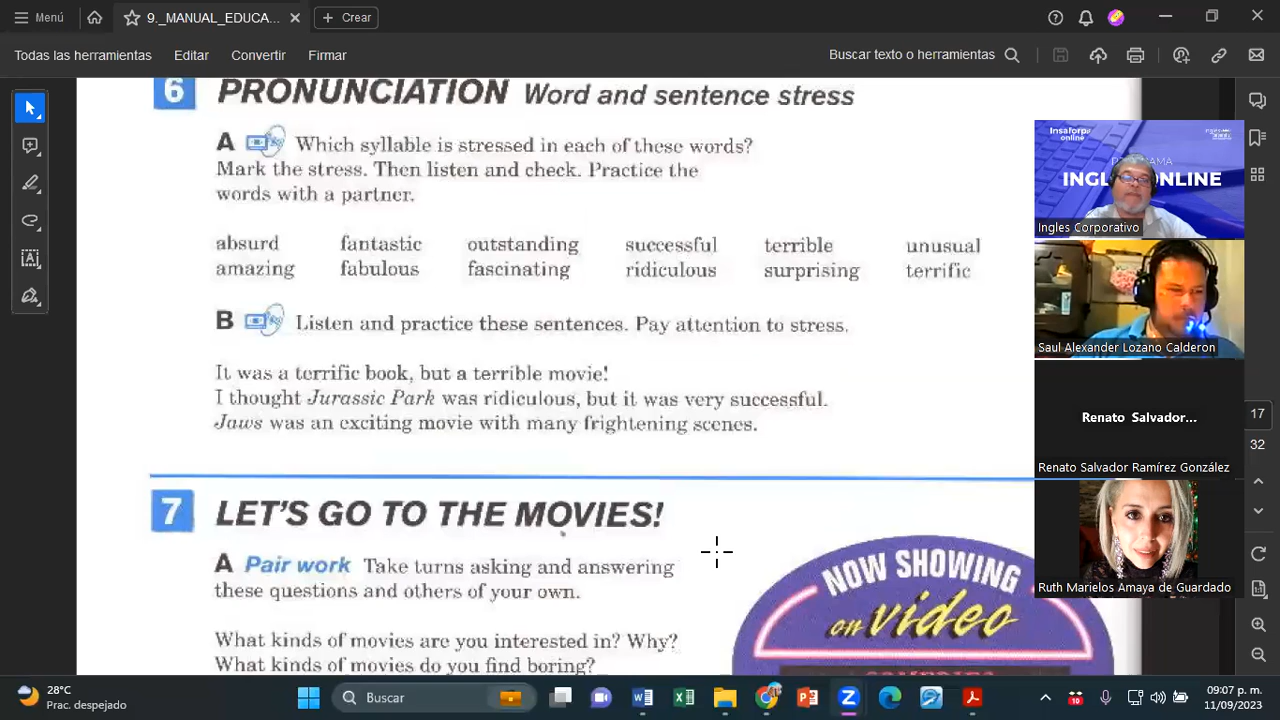 Menú
9._MANUAL_EDUCA...
Crear
Todas las herramientas
Editar
Convertir
Firmar
Buscar texto o herramientas
6 PRONUNCIATION Word and sentence stress
A Which syllable is stressed in each of these words?
Mark the stress. Then listen and check. Practice the
words with a partner.
absurd fantastic outstanding successful terrible unusual
amazing fabulous fascinating ridiculous surprising terrific
B Listen and practice these sentences. Pay attention to stress.
It was a terrific book, but a terrible movie!
I thought Jurassic Park was ridiculous, but it was very successful.
Jaws was an exciting movie with many frightening scenes.
7 LET'S GO TO THE MOVIES!
A Pair work Take turns asking and answering
these questions and others of your own.
What kinds of movies are you interested in? Why?
What kinds of movies do you find boring?
NOW SHOWING
on video
Insaforp
online
Ingles Corporativo
Saul Alexander Lozano Calderon
Renato Salvador...
Renato Salvador Ramírez González
Ruth Marielos Amaya de Guardado
17
32
28°C
Prac. despejado
Buscar
10
09:07 p. m.
11/09/2023